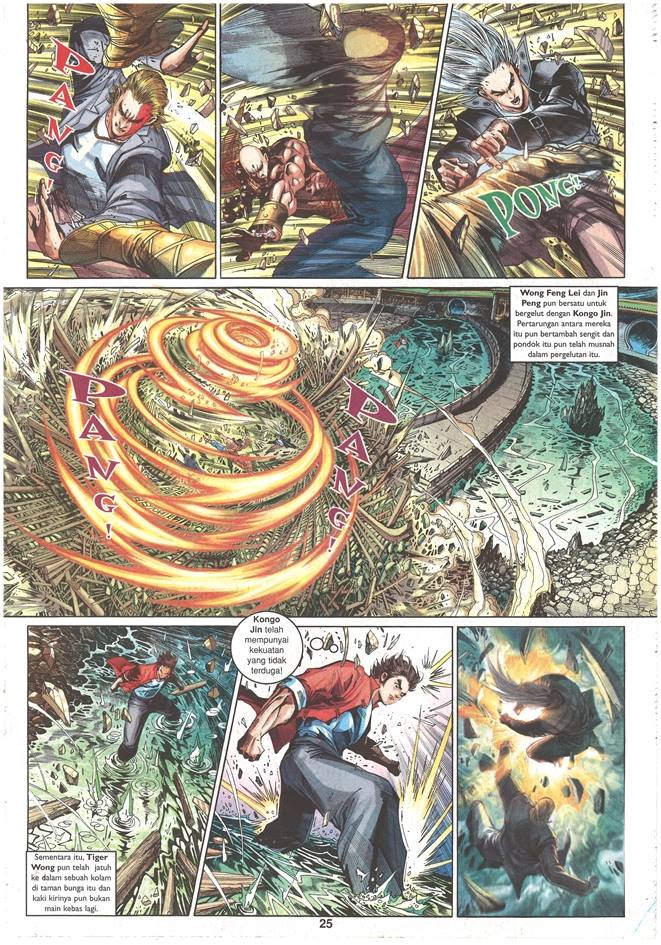 PANG!
PONG!
Wong Feng Lei dan Jin
Peng pun bersatu untuk
bergelut dengan Kongo Jin.
Pertarungan antara mereka
itu pun bertambah sengit dan
pondok itu pun telah musnah
dalam pergelutan itu.
PANG!
PANG!
Kongo
Jin telah
mempunyai
kekuatan
yang tidak
terduga!
Sementara itu, Tiger
Wong pun telah jatuh
ke dalam sebuah kolam
di taman bunga itu dan
kaki kirinya pun bukan
main kebas lagi.
25